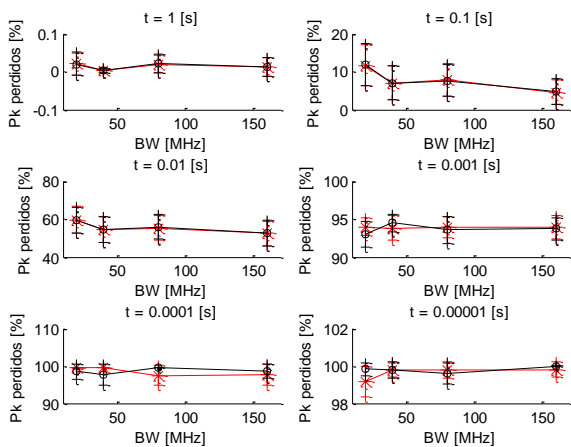 t = 1 [s]
Pk perdidos [%]
0.1
0
-0.1
50
100
150
BW [MHz]
t = 0.1 [s]
Pk perdidos [%]
20
10
0
50
100
150
BW [MHz]
t = 0.01 [s]
Pk perdidos [%]
80
60
40
50
100
150
BW [MHz]
t = 0.001 [s]
Pk perdidos [%]
100
95
90
50
100
150
BW [MHz]
t = 0.0001 [s]
Pk perdidos [%]
110
100
90
50
100
150
BW [MHz]
t = 0.00001 [s]
Pk perdidos [%]
102
100
98
96
50
100
150
BW [MHz]